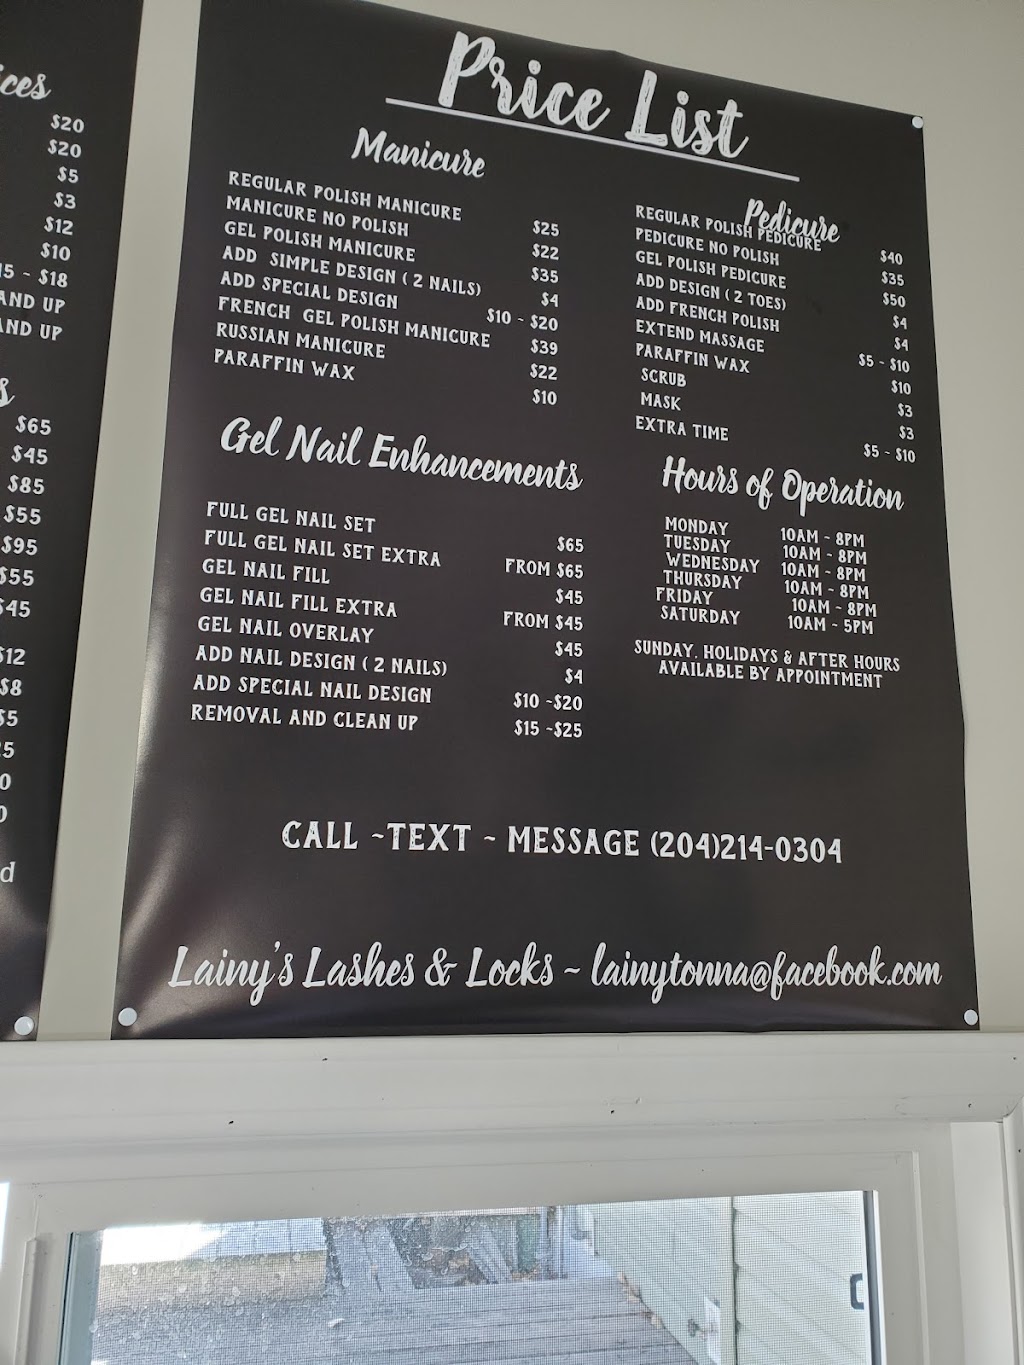 ces
$20
$20
$5
$3
$12
$10
15 - $18
AND UP
AND UP
s
$65
$45
$85
$55
$95
$55
$45
$12
$8
$5
5
0
0
d
Price List
Manicure
REGULAR POLISH MANICURE $25
MANICURE NO POLISH $22
GEL POLISH MANICURE $35
ADD SIMPLE DESIGN ( 2 NAILS) $4
ADD SPECIAL DESIGN $10 - $20
FRENCH GEL POLISH MANICURE $39
RUSSIAN MANICURE $22
PARAFFIN WAX $10
Gel Nail Enhancements
FULL GEL NAIL SET $65
FULL GEL NAIL SET EXTRA FROM $65
GEL NAIL FILL $45
GEL NAIL FILL EXTRA FROM $45
GEL NAIL OVERLAY $45
ADD NAIL DESIGN ( 2 NAILS) $4
ADD SPECIAL NAIL DESIGN $10 -$20
REMOVAL AND CLEAN UP $15 -$25
Pedicure
REGULAR POLISH PEDICURE $40
PEDICURE NO POLISH $35
GEL POLISH PEDICURE $50
ADD DESIGN ( 2 TOES) $4
ADD FRENCH POLISH $4
EXTEND MASSAGE $5 - $10
PARAFFIN WAX $10
SCRUB $3
MASK $3
EXTRA TIME $5 - $10
Hours of Operation
MONDAY 10AM - 8PM
TUESDAY 10AM - 8PM
WEDNESDAY 10AM - 8PM
THURSDAY 10AM - 8PM
FRIDAY 10AM - 8PM
SATURDAY 10AM - 5PM
SUNDAY. HOLIDAYS & AFTER HOURS
AVAILABLE BY APPOINTMENT
CALL ~TEXT ~ MESSAGE (204)214-0304
Lainy's Lashes & Locks ~ lainytonna@facebook.com